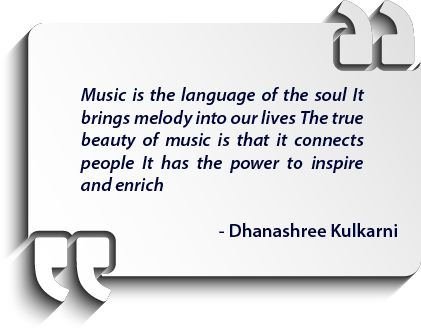 Music is the language of the soul It
brings melody into our lives The true
beauty of music is that it connects
people It has the power to inspire
and enrich
- Dhanashree Kulkarni